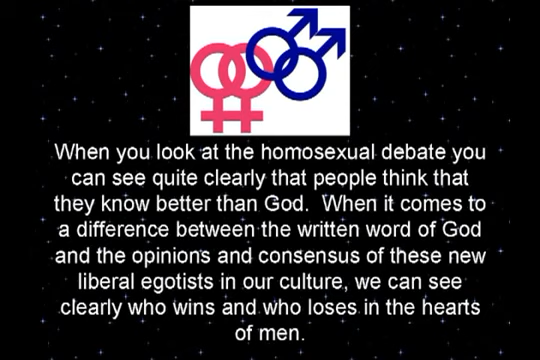 When you look at the homosexual debate you
can see quite clearly that people think that
they know better than God.  When it comes to
a difference between the written word of God
and the opinions and consensus of these new
liberal egotists in our culture, we can see
clearly who wins and who loses in the hearts
of men.